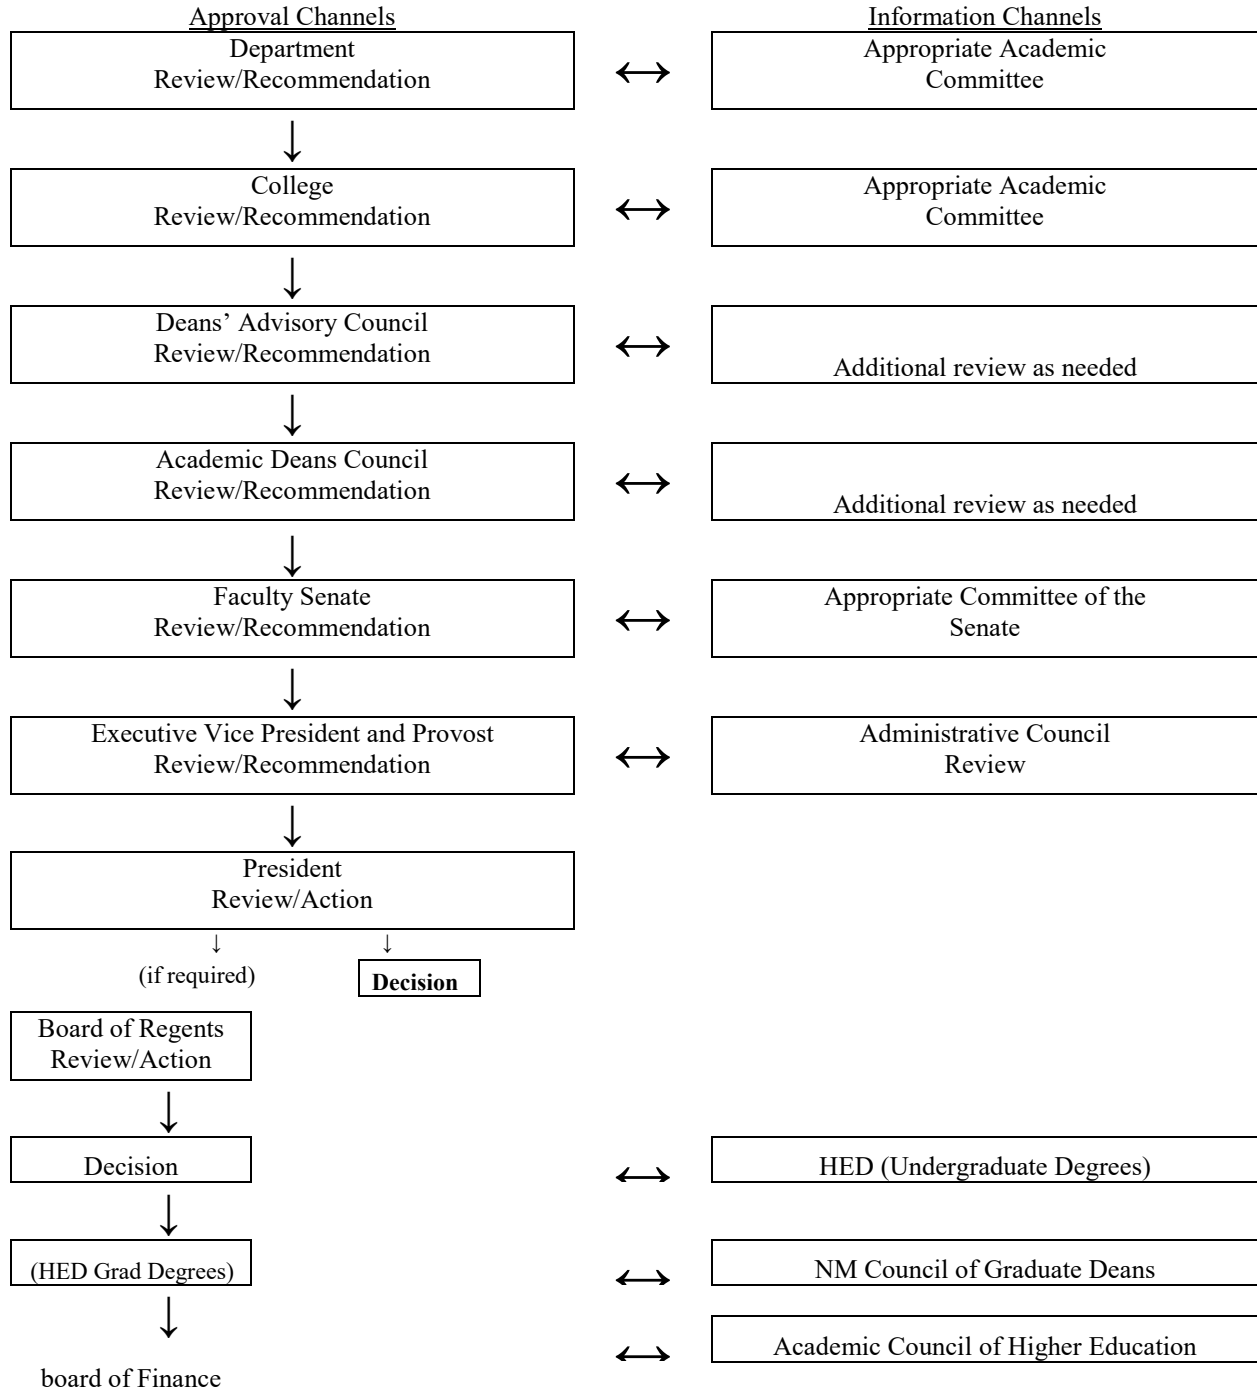 Approval Channels
Information Channels
Department
Review/Recommendation
↔
Appropriate Academic
Committee
↓
College
Review/Recommendation
↔
Appropriate Academic
Committee
↓
Deans’ Advisory Council
Review/Recommendation
↔
Additional review as needed
↓
Academic Deans Council
Review/Recommendation
↔
Additional review as needed
↓
Faculty Senate
Review/Recommendation
↔
Appropriate Committee of the
Senate
↓
Executive Vice President and Provost
Review/Recommendation
↔
Administrative Council
Review
↓
President
Review/Action
↓ ↓
(if required)
Decision
Board of Regents
Review/Action
↓
Decision
↔
HED (Undergraduate Degrees)
↓
(HED Grad Degrees)
↔
NM Council of Graduate Deans
↓
↔
Academic Council of Higher Education
board of Finance